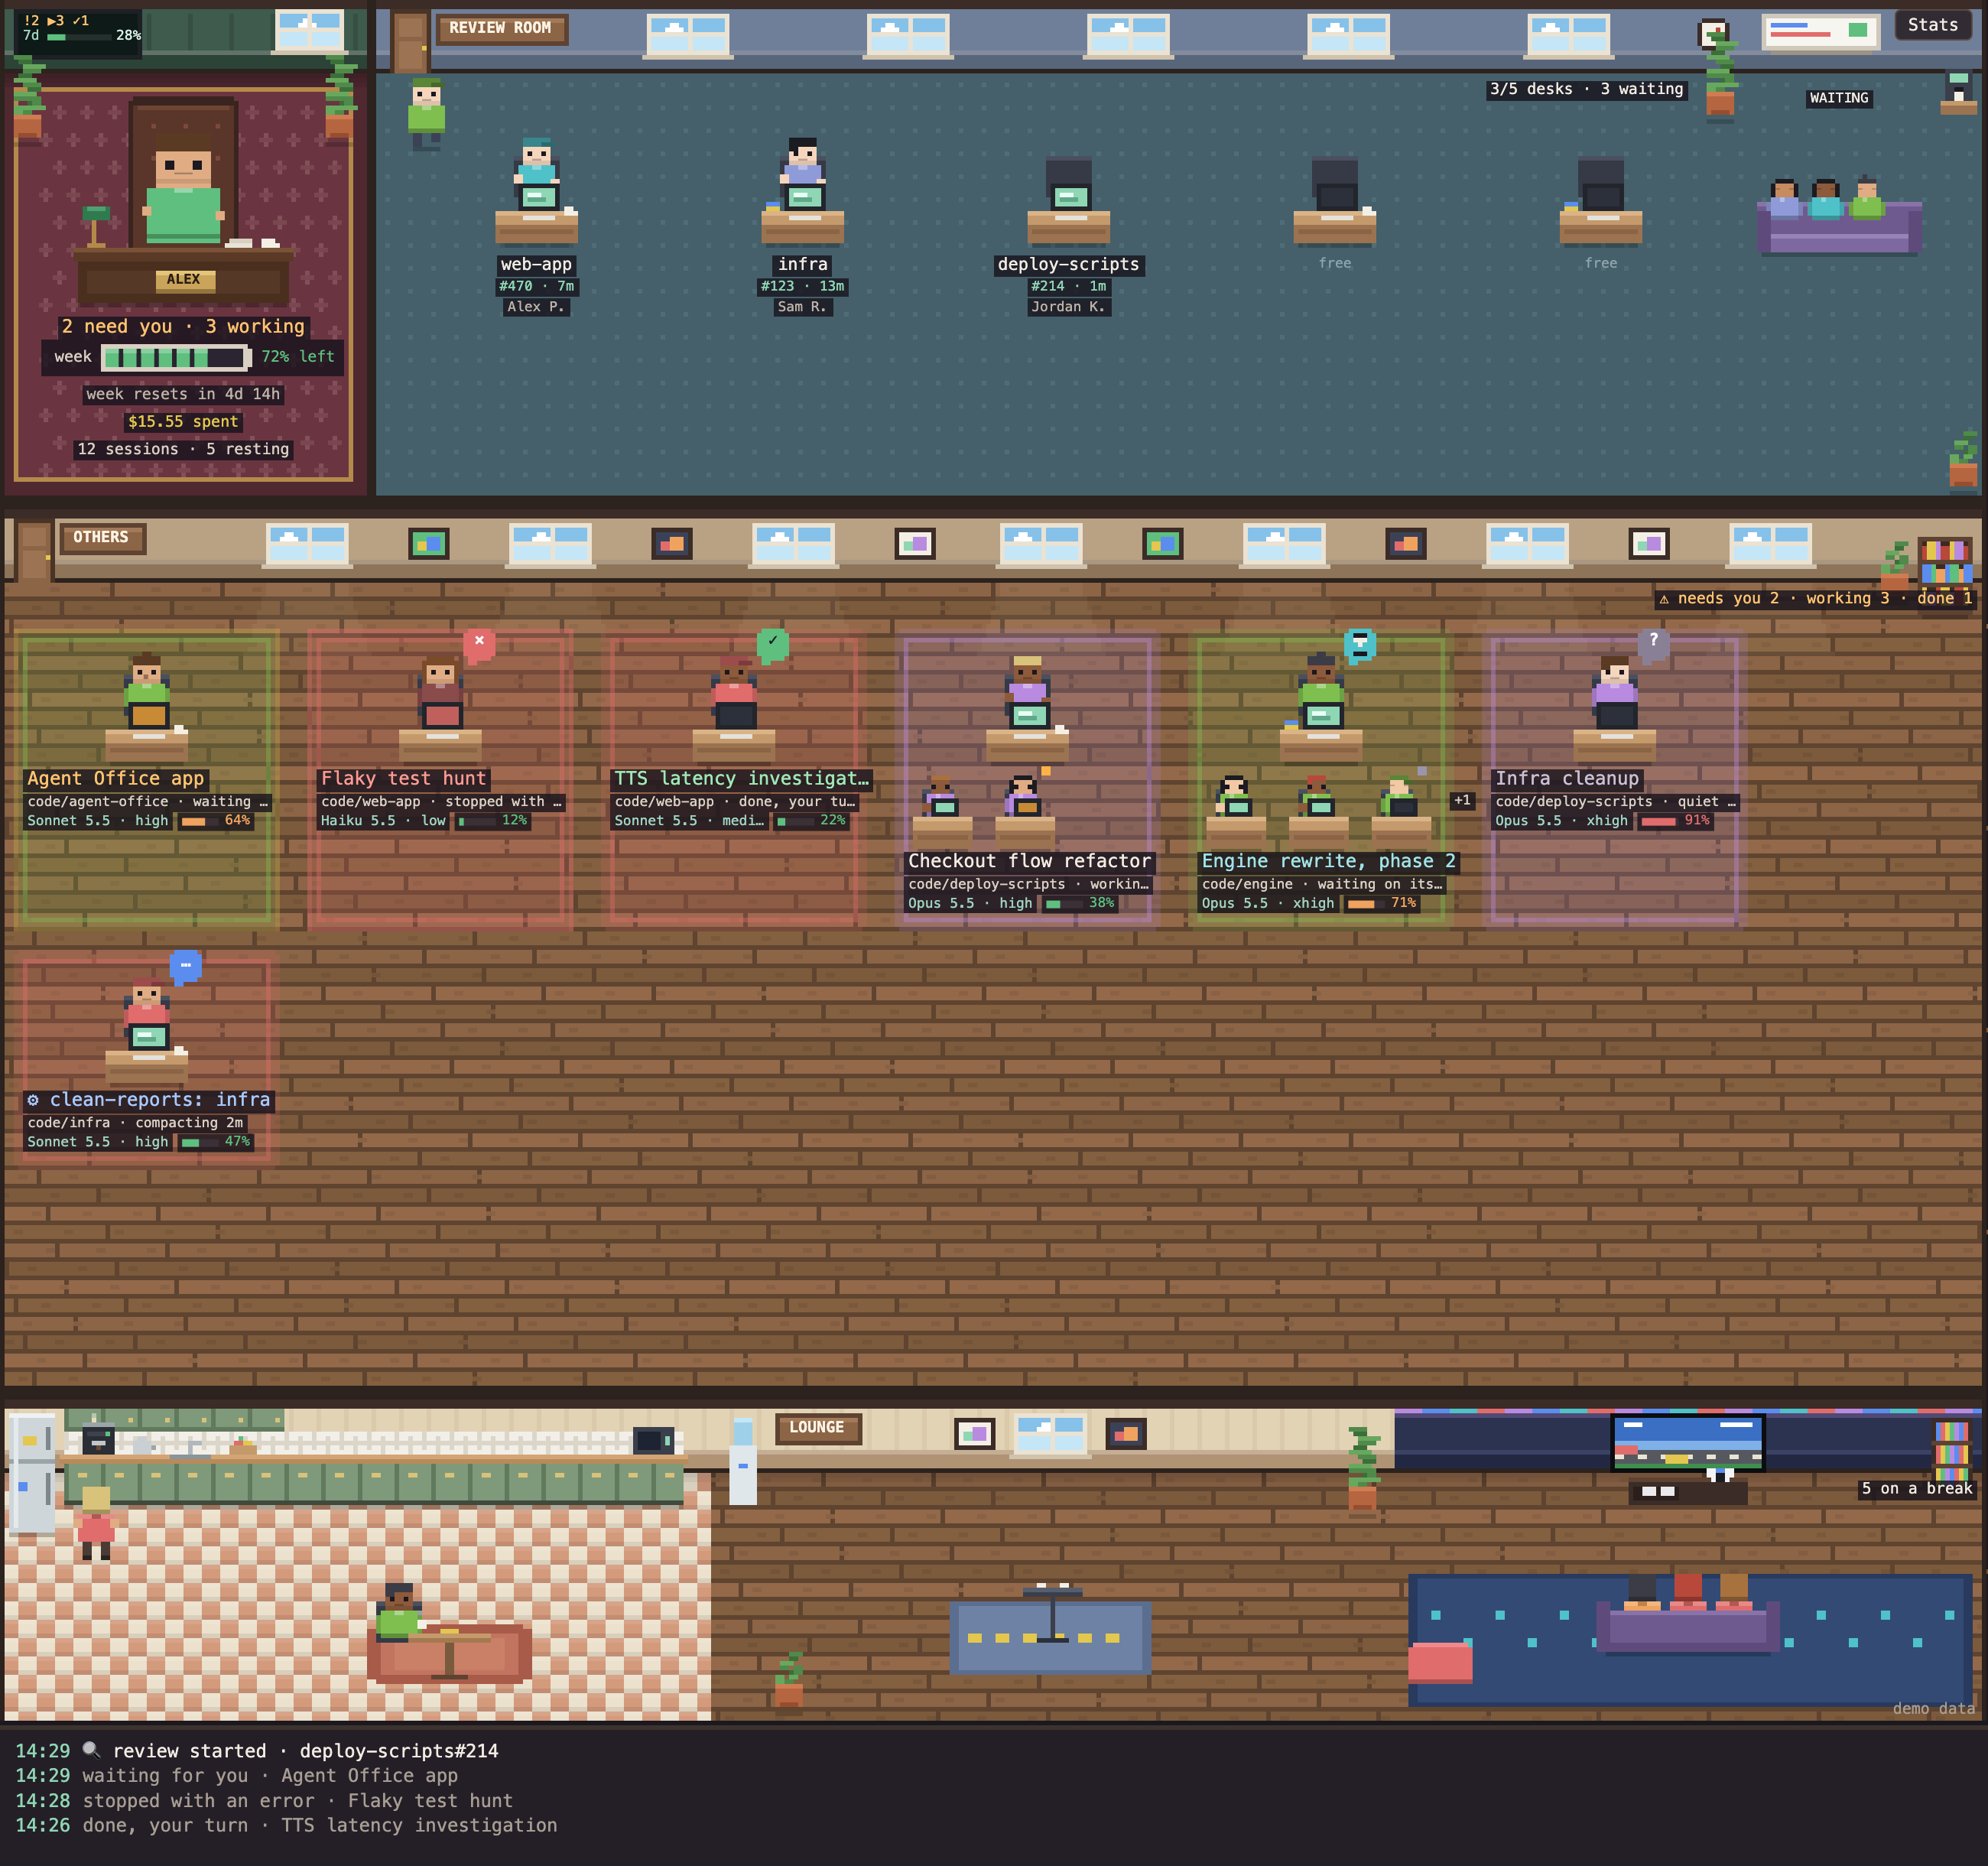 !2 ▶3 ✓1
7d 28%
ALEX
2 need you · 3 working
week 72% left
week resets in 4d 14h
$15.55 spent
12 sessions · 5 resting
REVIEW ROOM
Stats
3/5 desks · 3 waiting
WAITING
web-app
#470 · 7m
Alex P.
infra
#123 · 13m
Sam R.
deploy-scripts
#214 · 1m
Jordan K.
free
free
OTHERS
⚠ needs you 2 · working 3 · done 1
Agent Office app
code/agent-office · waiting …
Sonnet 5.5 · high 64%
×
Flaky test hunt
code/web-app · stopped with …
Haiku 5.5 · low 12%
✓
TTS latency investigat…
code/web-app · done, your tu…
Sonnet 5.5 · medi… 22%
Checkout flow refactor
code/deploy-scripts · workin…
Opus 5.5 · high 38%
+1
Engine rewrite, phase 2
code/engine · waiting on its…
Opus 5.5 · xhigh 71%
?
Infra cleanup
code/deploy-scripts · quiet …
Opus 5.5 · xhigh 91%
…
⚙ clean-reports: infra
code/infra · compacting 2m
Sonnet 5.5 · high 47%
LOUNGE
5 on a break
demo data
14:29 🔍 review started · deploy-scripts#214
14:29 waiting for you · Agent Office app
14:28 stopped with an error · Flaky test hunt
14:26 done, your turn · TTS latency investigation